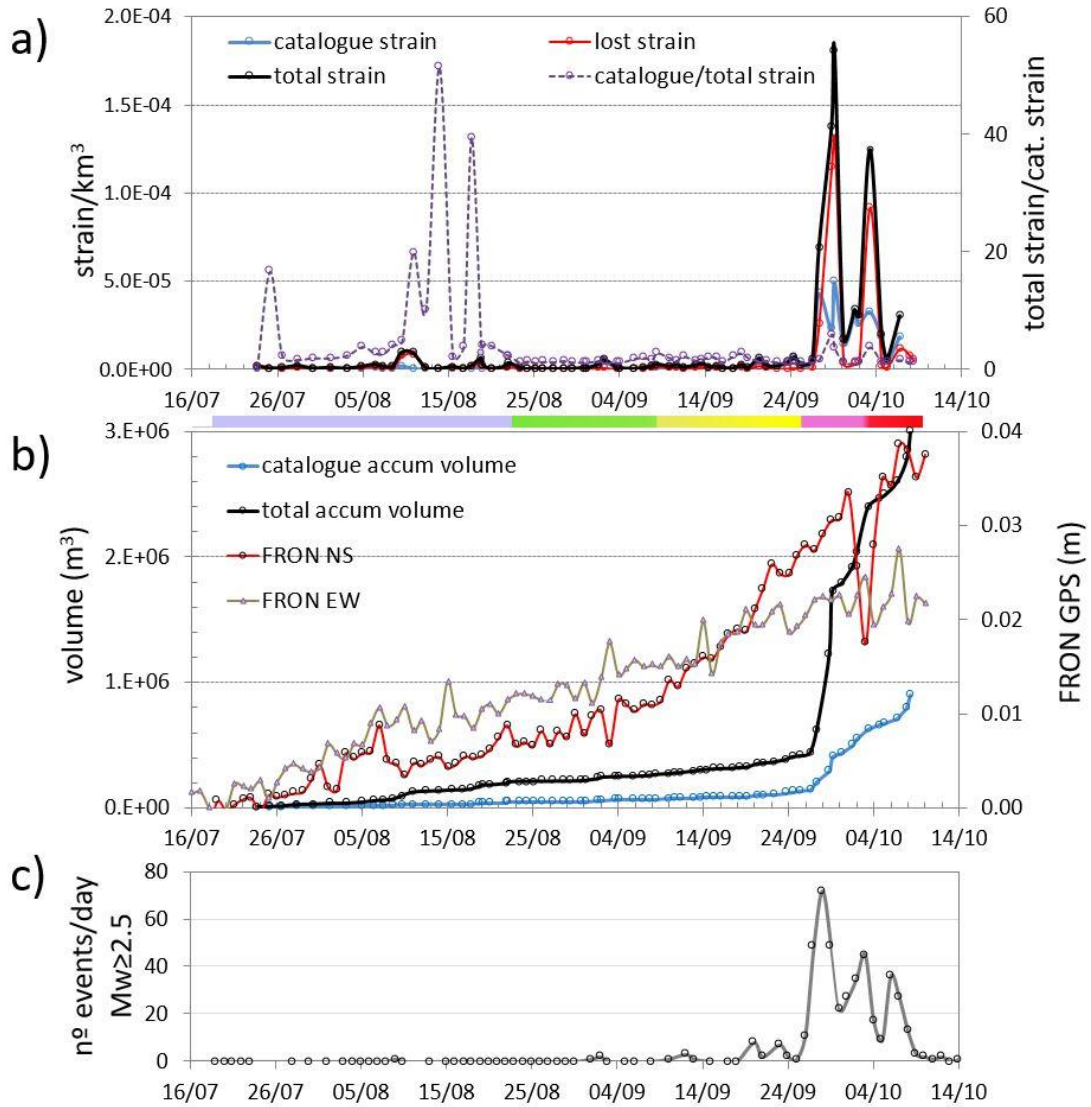 a)
2.0E-04
1.5E-04
1.0E-04
5.0E-05
0.0E+00
strain/km³
catalogue strain
lost strain
total strain
catalogue/total strain
60
40
20
0
total strain/cat. strain
16/07 26/07 05/08 15/08 25/08 04/09 14/09 24/09 04/10 14/10
b)
3.E+06
2.E+06
1.E+06
0.E+00
volume (m³)
catalogue accum volume
total accum volume
FRON NS
FRON EW
0.04
0.03
0.02
0.01
0.00
FRON GPS (m)
16/07 26/07 05/08 15/08 25/08 04/09 14/09 24/09 04/10 14/10
c)
80
60
40
20
0
nº events/day
Mw≥2.5
16/07 26/07 05/08 15/08 25/08 04/09 14/09 24/09 04/10 14/10